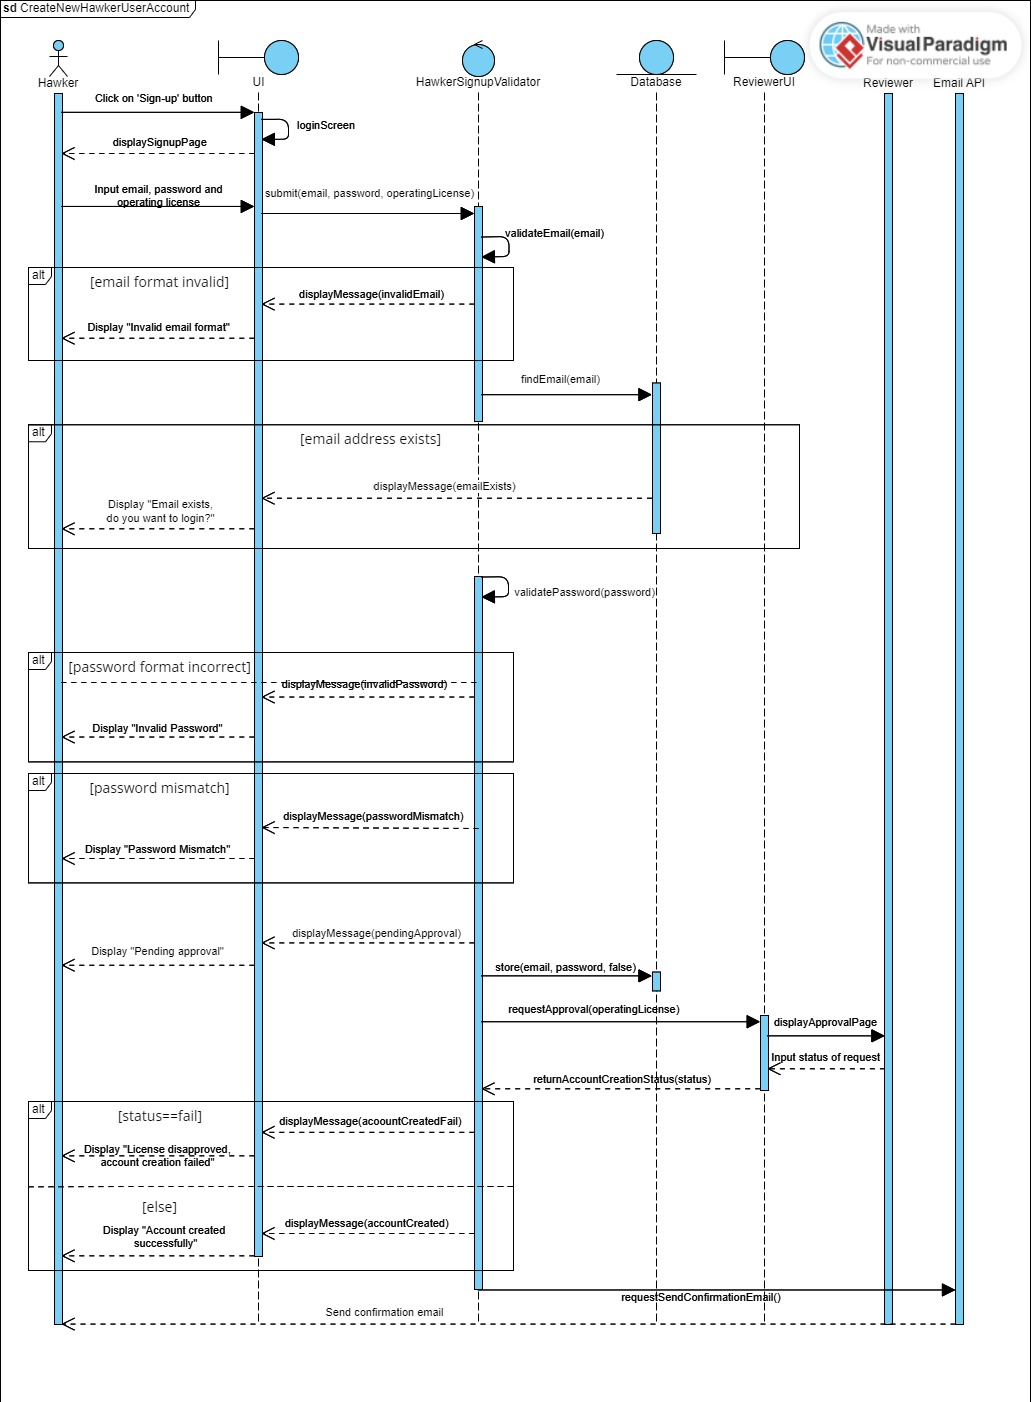 sd CreateNewHawkerUserAccount
Made with
VisualParadigm
For non-commercial use
Hawker
UI
HawkerSignupValidator
Database
ReviewerUI
Reviewer
Email API
Click on 'Sign-up' button
loginScreen
displaySignupPage
Input email, password and
operating license
submit(email, password, operatingLicense)
validateEmail(email)
alt
[email format invalid]
displayMessage(invalidEmail)
Display "Invalid email format"
findEmail(email)
alt
[email address exists]
displayMessage(emailExists)
Display "Email exists,
do you want to login?"
validatePassword(password)
alt
[password format incorrect]
displayMessage(invalidPassword)
Display "Invalid Password"
alt
[password mismatch]
displayMessage(passwordMismatch)
Display "Password Mismatch"
displayMessage(pendingApproval)
Display "Pending approval"
store(email, password, false)
requestApproval(operatingLicense)
displayApprovalPage
Input status of request
returnAccountCreationStatus(status)
alt
[status==fail]
displayMessage(acoountCreatedFail)
Display "License disapproved,
account creation failed"
[else]
displayMessage(accountCreated)
Display "Account created
successfully"
requestSendConfirmationEmail()
Send confirmation email